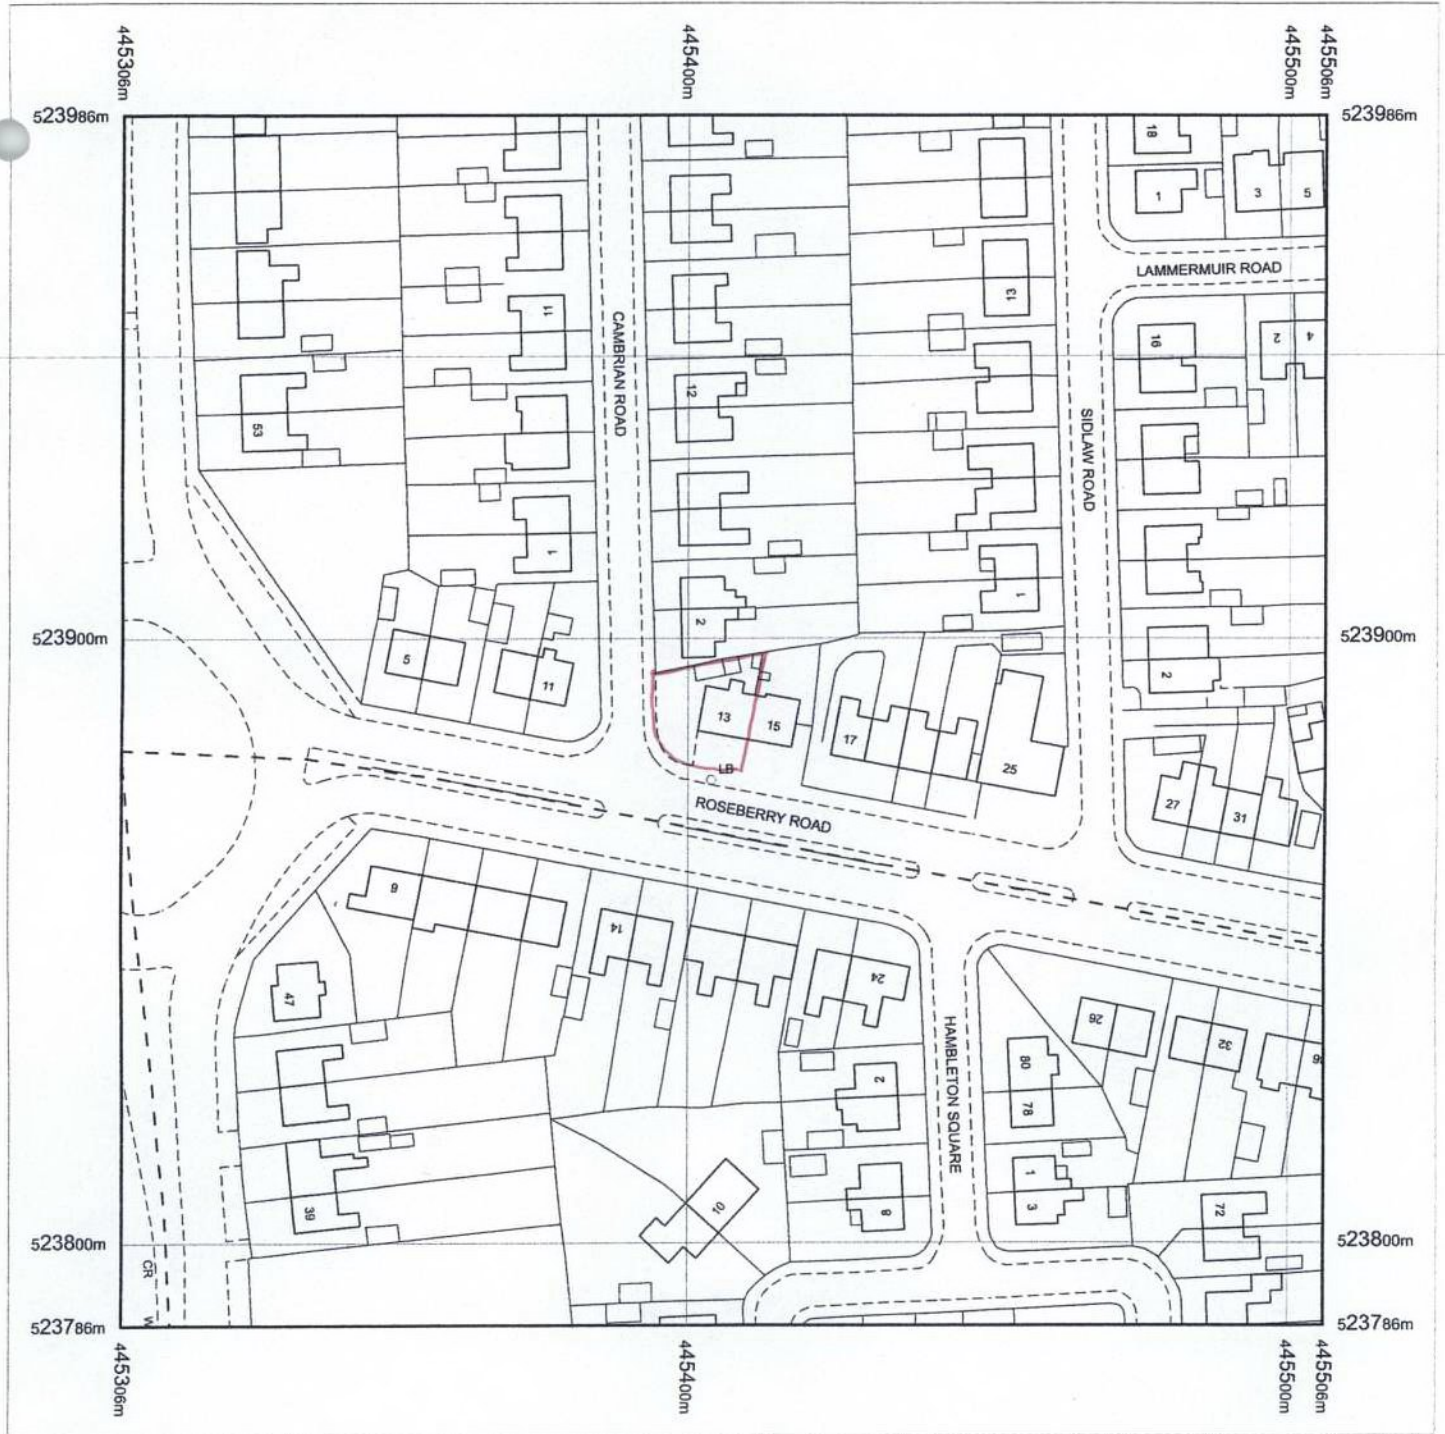 445306m
445400m
445500m
445506m
523986m
523986m
18
1
3
5
LAMMERMUIR ROAD
13
11
CAMBRIAN ROAD
16
2
4
12
53
SIDLAW ROAD
1
1
2
523900m
523900m
5
11
2
13
15
17
25
LB
ROSEBERRY ROAD
27
31
9
14
24
47
26
32
HAMBLETON SQUARE
80
78
2
1
3
8
10
39
72
523800m
523800m
CR
W
523786m
523786m
445306m
445400m
445500m
445506m